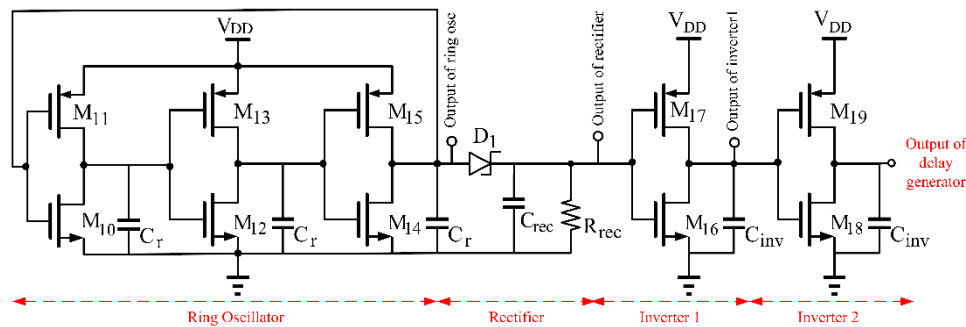 VDD
VDD
VDD
Output of ring osc
Output of rectifier
Output of inverter1
M11
M13
M15
M17
M19
D1
Output of
delay
generator
M10
Cr
M12
Cr
M14
Cr
Crec
Rrec
M16
Cinv
M18
Cinv
Ring Oscillator
Rectifier
Inverter 1
Inverter 2